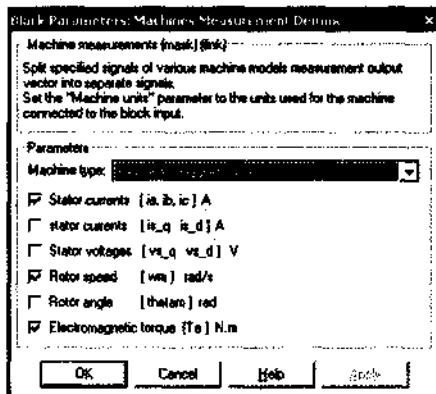 Block Parameters: Machines Measurement Demux
Machine measurements (mask) (link)
Split specified signals of various machine models measurement output
vector into separate signals.
Set the "Machine units" parameter to the units used for the machine
connected to the block input.
Parameters
Machine type:
Stator currents [ ia, ib, ic ] A
stator currents [ is_q is_d ] A
Stator voltages [ vs_q vs_d ] V
Rotor speed [ wm ] rad/s
Rotor angle [ thetam ] rad
Electromagnetic torque [Te ] N.m
OK Cancel Help Apply